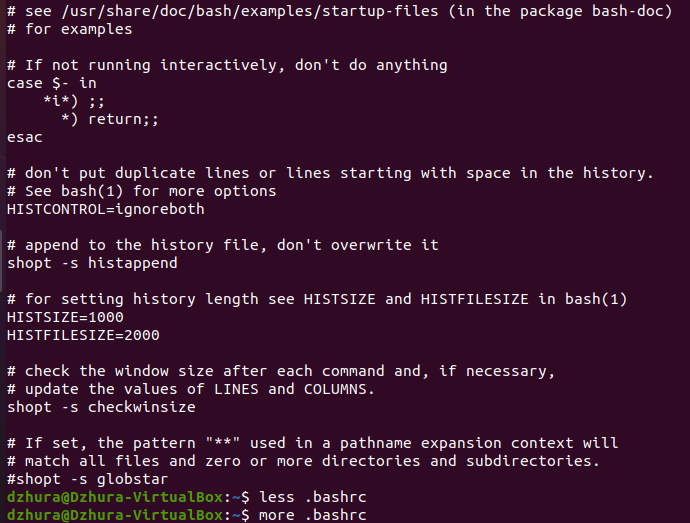 # see /usr/share/doc/bash/examples/startup-files (in the package bash-doc)
# for examples

# If not running interactively, don't do anything
case $- in
    *i*) ;;
      *) return;;
esac

# don't put duplicate lines or lines starting with space in the history.
# See bash(1) for more options
HISTCONTROL=ignoreboth

# append to the history file, don't overwrite it
shopt -s histappend

# for setting history length see HISTSIZE and HISTFILESIZE in bash(1)
HISTSIZE=1000
HISTFILESIZE=2000

# check the window size after each command and, if necessary,
# update the values of LINES and COLUMNS.
shopt -s checkwinsize

# If set, the pattern "**" used in a pathname expansion context will
# match all files and zero or more directories and subdirectories.
#shopt -s globstar
dzhura@Dzhura-VirtualBox:~$ less .bashrc
dzhura@Dzhura-VirtualBox:~$ more .bashrc